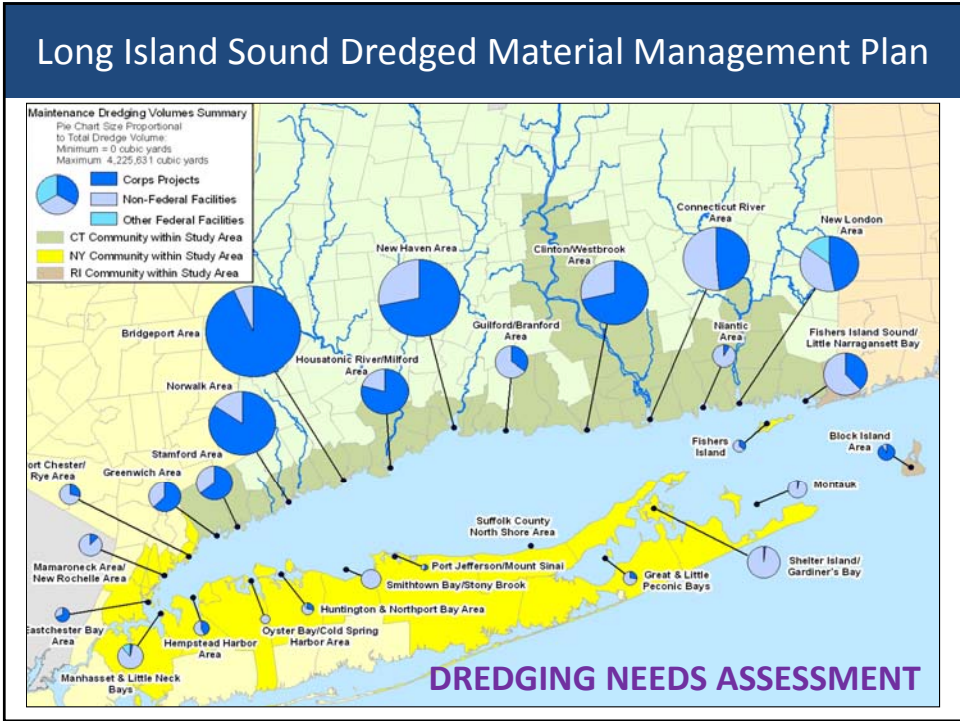 Long Island Sound Dredged Material Management Plan
Maintenance Dredging Volumes Summary
Pie Chart Size Proportional
to Total Dredge Volume:
Minimum = 0 cubic yards
Maximum 4,225,631 cubic yards
Corps Projects
Non-Federal Facilities
Other Federal Facilities
CT Community within Study Area
NY Community within Study Area
RI Community within Study Area
Connecticut River
Area
New London
Area
New Haven Area
Clinton/Westbrook
Area
Bridgeport Area
Guilford/Branford
Area
Niantic
Area
Fishers Island Sound/
Little Narragansett Bay
Housatonic River/Milford
Area
Norwalk Area
Stamford Area
Fishers
Island
Block Island
Area
ort Chester/
Rye Area
Greenwich Area
Montauk
Suffolk County
North Shore Area
Mamaroneck Area/
New Rochelle Area
Port Jefferson/Mount Sinai
Shelter Island/
Gardiner's Bay
Smithtown Bay/Stony Brook
Great & Little
Peconic Bays
Huntington & Northport Bay Area
Eastchester Bay
Area
Hempstead Harbor
Area
Oyster Bay/Cold Spring
Harbor Area
Manhasset & Little Neck
Bays
DREDGING NEEDS ASSESSMENT